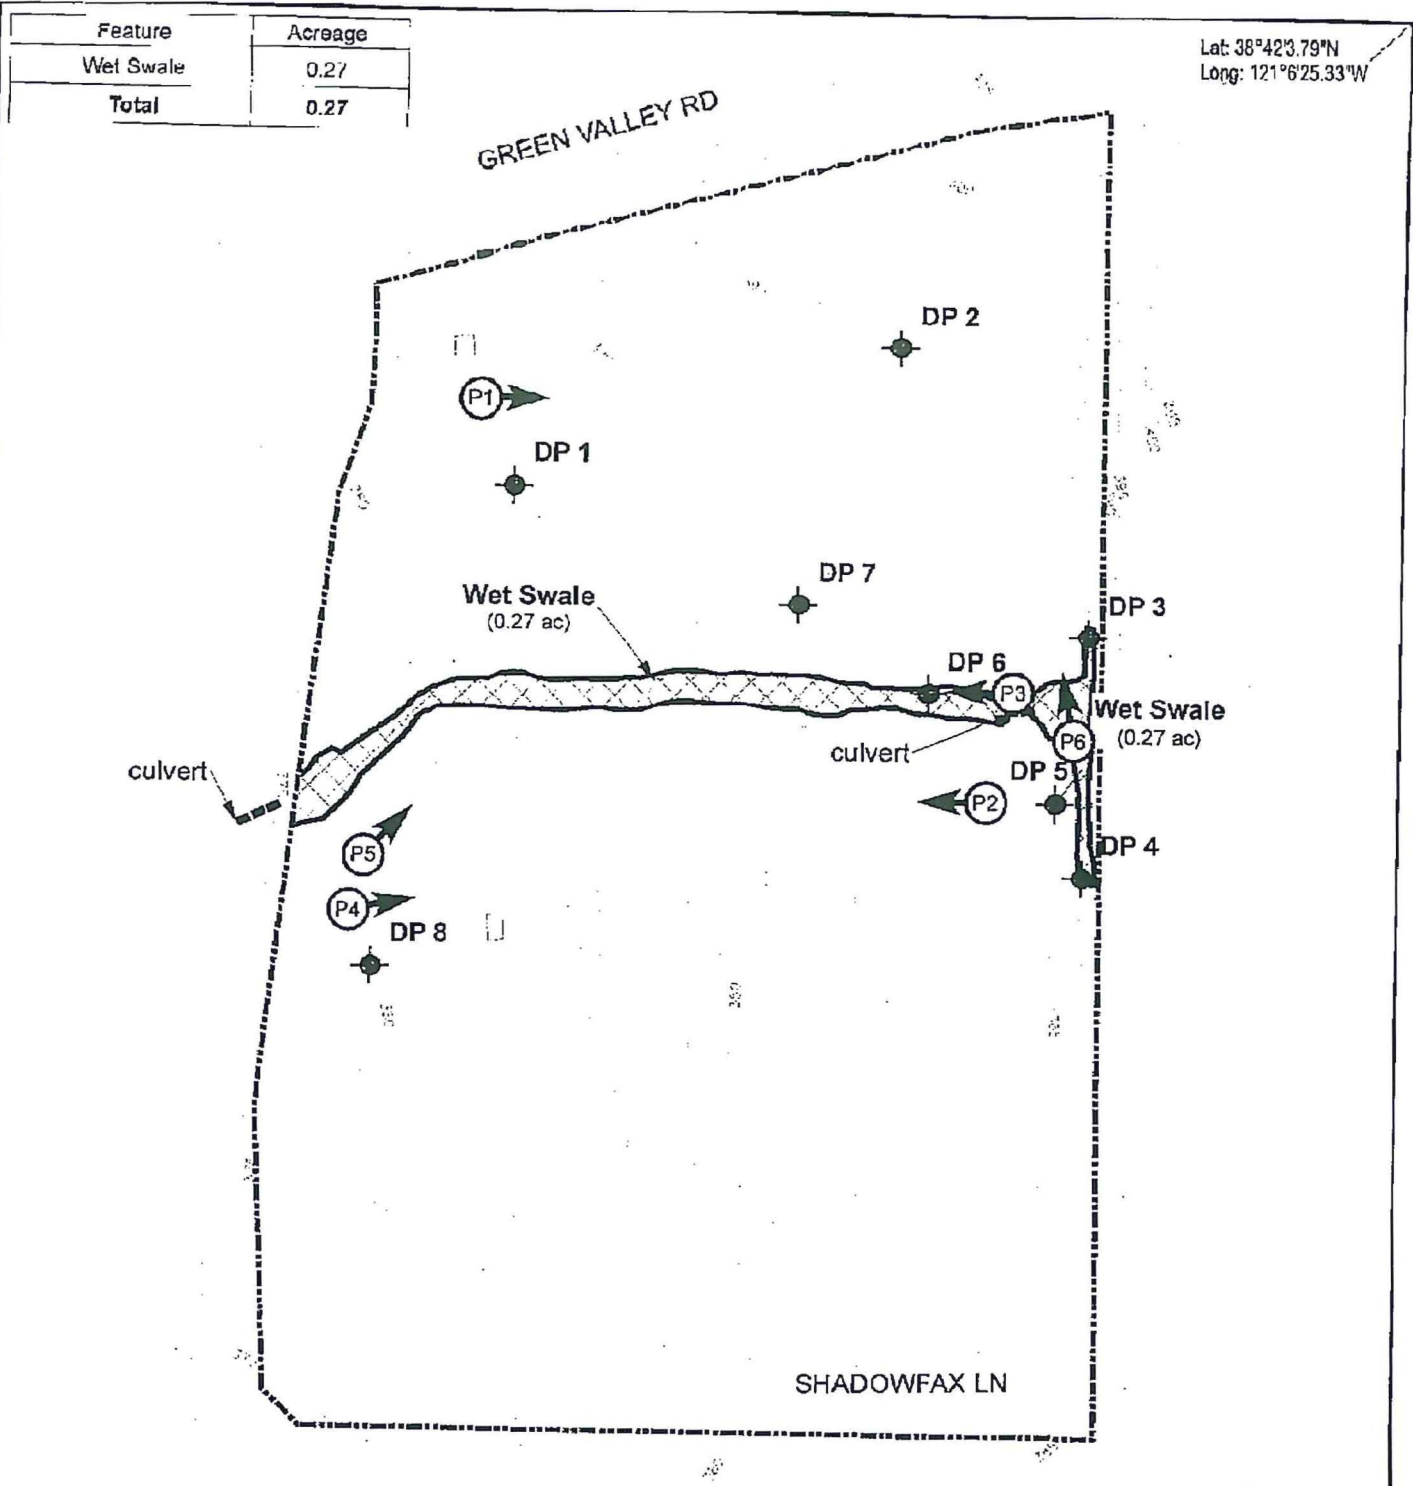 Feature Acreage
Wet Swale 0.27
Total 0.27
Lat: 38°42'3.79"N
Long: 121°6'25.33"W
GREEN VALLEY RD
DP 2
P1
DP 1
DP 7
Wet Swale
(0.27 ac)
DP 3
DP 6
P3
Wet Swale
(0.27 ac)
P6
culvert
culvert
DP 5
P2
P5
DP 4
P4
DP 8
380
SHADOWFAX LN